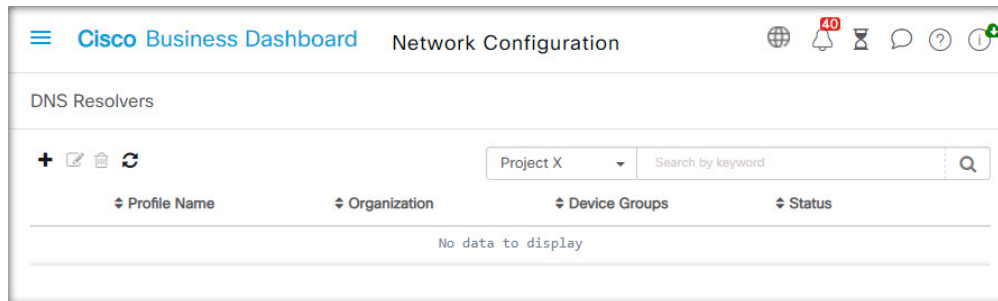 Cisco Business Dashboard Network Configuration 40
DNS Resolvers
Project X Search by keyword
Profile Name Organization Device Groups Status
No data to display